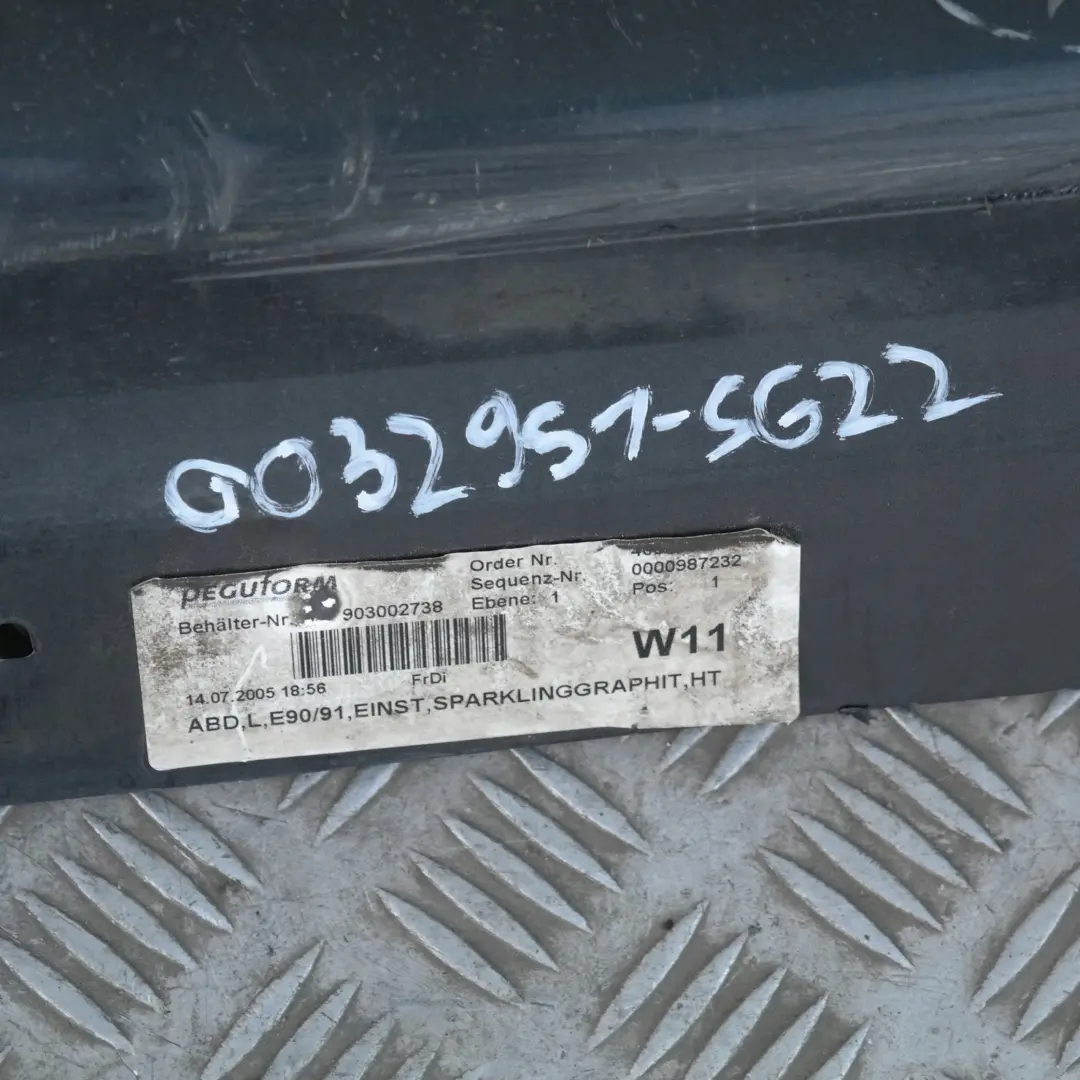 G032951-SG22
PEGUFORM
Behälter-Nr. 903002738
Order Nr.
Sequenz-Nr. 0000987232
Ebene: 1 Pos: 1
W11
FrDi
14.07.2005 18:56
ABD,L,E90/91,EINST,SPARKLINGGRAPHIT,HT